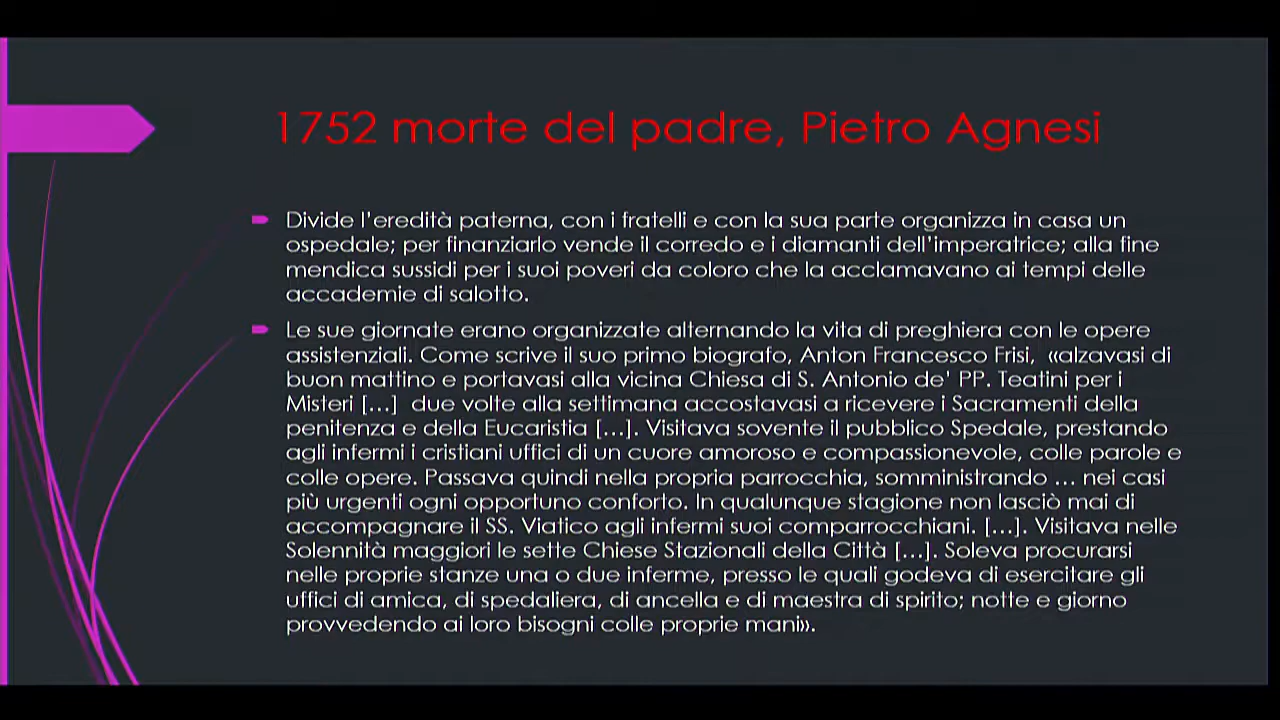 1752 morte del padre, Pietro Agnesi
Divide l'eredità paterna, con i fratelli e con la sua parte organizza in casa un
ospedale; per finanziarlo vende il corredo e i diamanti dell'imperatrice; alla fine
mendica sussidi per i suoi poveri da coloro che la acclamavano ai tempi delle
accademie di salotto.
Le sue giornate erano organizzate alternando la vita di preghiera con le opere
assistenziali. Come scrive il suo primo biografo, Anton Francesco Frisi, «alzavasi di
buon mattino e portavasi alla vicina Chiesa di S. Antonio de' PP. Teatini per i
Misteri [...] due volte alla settimana accostavasi a ricevere i Sacramenti della
penitenza e della Eucaristia [...]. Visitava sovente il pubblico Spedale, prestando
agli infermi i cristiani uffici di un cuore amoroso e compassionevole, colle parole e
colle opere. Passava quindi nella propria parrocchia, somministrando ... nei casi
più urgenti ogni opportuno conforto. In qualunque stagione non lasciò mai di
accompagnare il SS. Viatico agli infermi suoi comparrocchiani. [...]. Visitava nelle
Solennità maggiori le sette Chiese Stazionali della Città [...]. Soleva procurarsi
nelle proprie stanze una o due inferme, presso le quali godeva di esercitare gli
uffici di amica, di spedaliera, di ancella e di maestra di spirito; notte e giorno
provvedendo ai loro bisogni colle proprie mani».